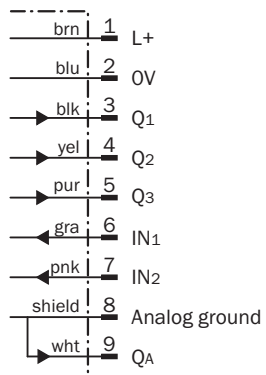 brn 1 L+
blu 2 0V
blk 3 Q1
yel 4 Q2
pur 5 Q3
gra 6 IN1
pnk 7 IN2
shield 8 Analog ground
wht 9 QA